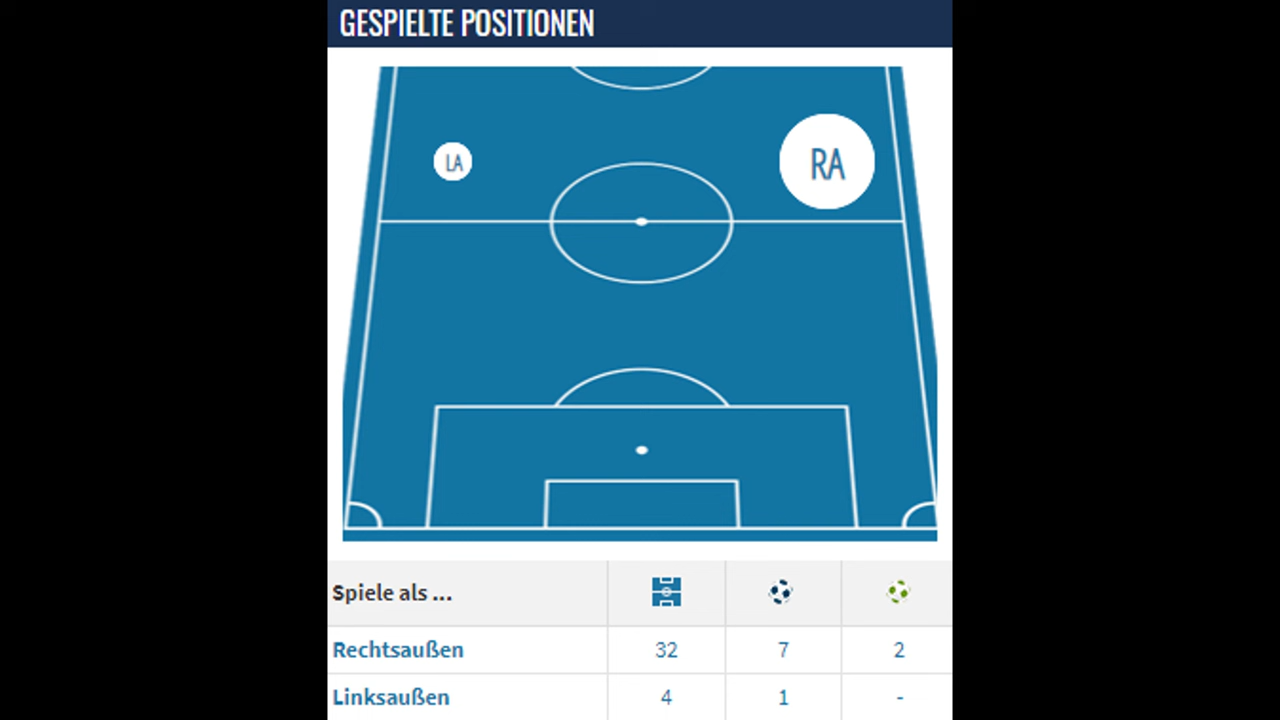 GESPIELTE POSITIONEN
LA
RA
Spiele als ...
Rechtsaußen 32 7 2
Linksaußen 4 1 -